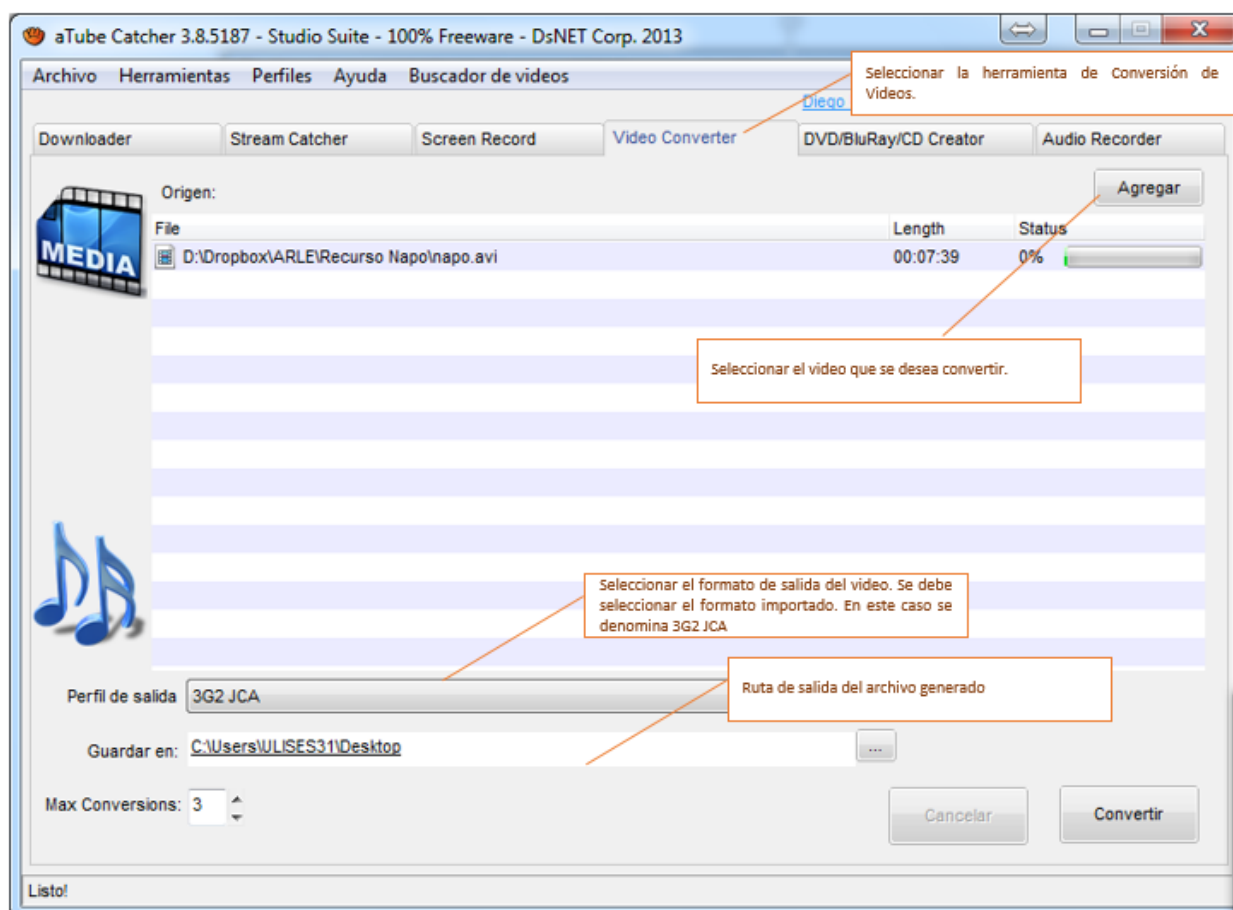 aTube Catcher 3.8.5187 - Studio Suite - 100% Freeware - DsNET Corp. 2013
Archivo Herramientas Perfiles Ayuda Buscador de videos
Seleccionar la herramienta de Conversión de
Videos.
Diego
Downloader Stream Catcher Screen Record Video Converter DVD/BluRay/CD Creator Audio Recorder
Origen:
Agregar
File Length Status
MEDIA
D:\Dropbox\ARLE\Recurso Napo\napo.avi 00:07:39 0%
Seleccionar el video que se desea convertir.
Seleccionar el formato de salida del video. Se debe
seleccionar el formato importado. En este caso se
denomina 3G2 JCA
Perfil de salida 3G2 JCA
Ruta de salida del archivo generado
Guardar en: C:\Users\ULISES31\Desktop ...
Max Conversions: 3
Cancelar Convertir
Listo!